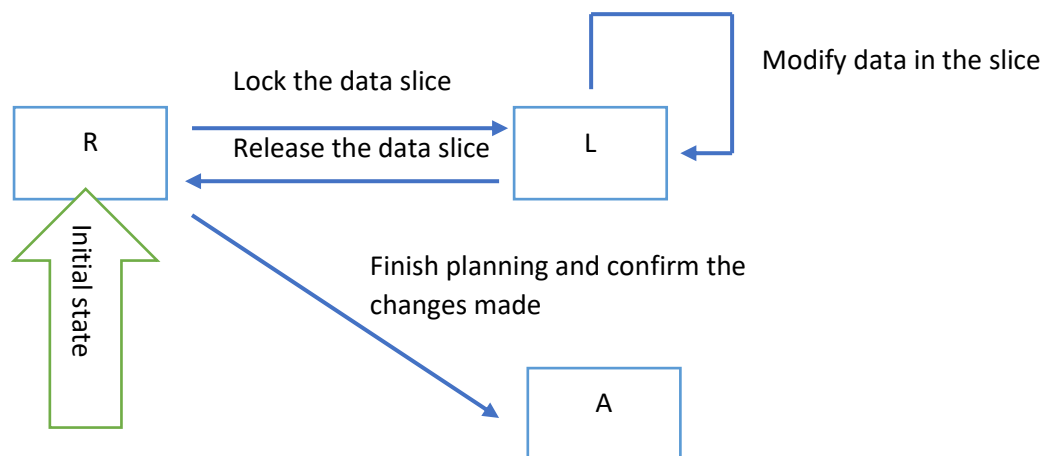 Modify data in the slice
Lock the data slice
R
Release the data slice
L
Initial state
Finish planning and confirm the
changes made
A